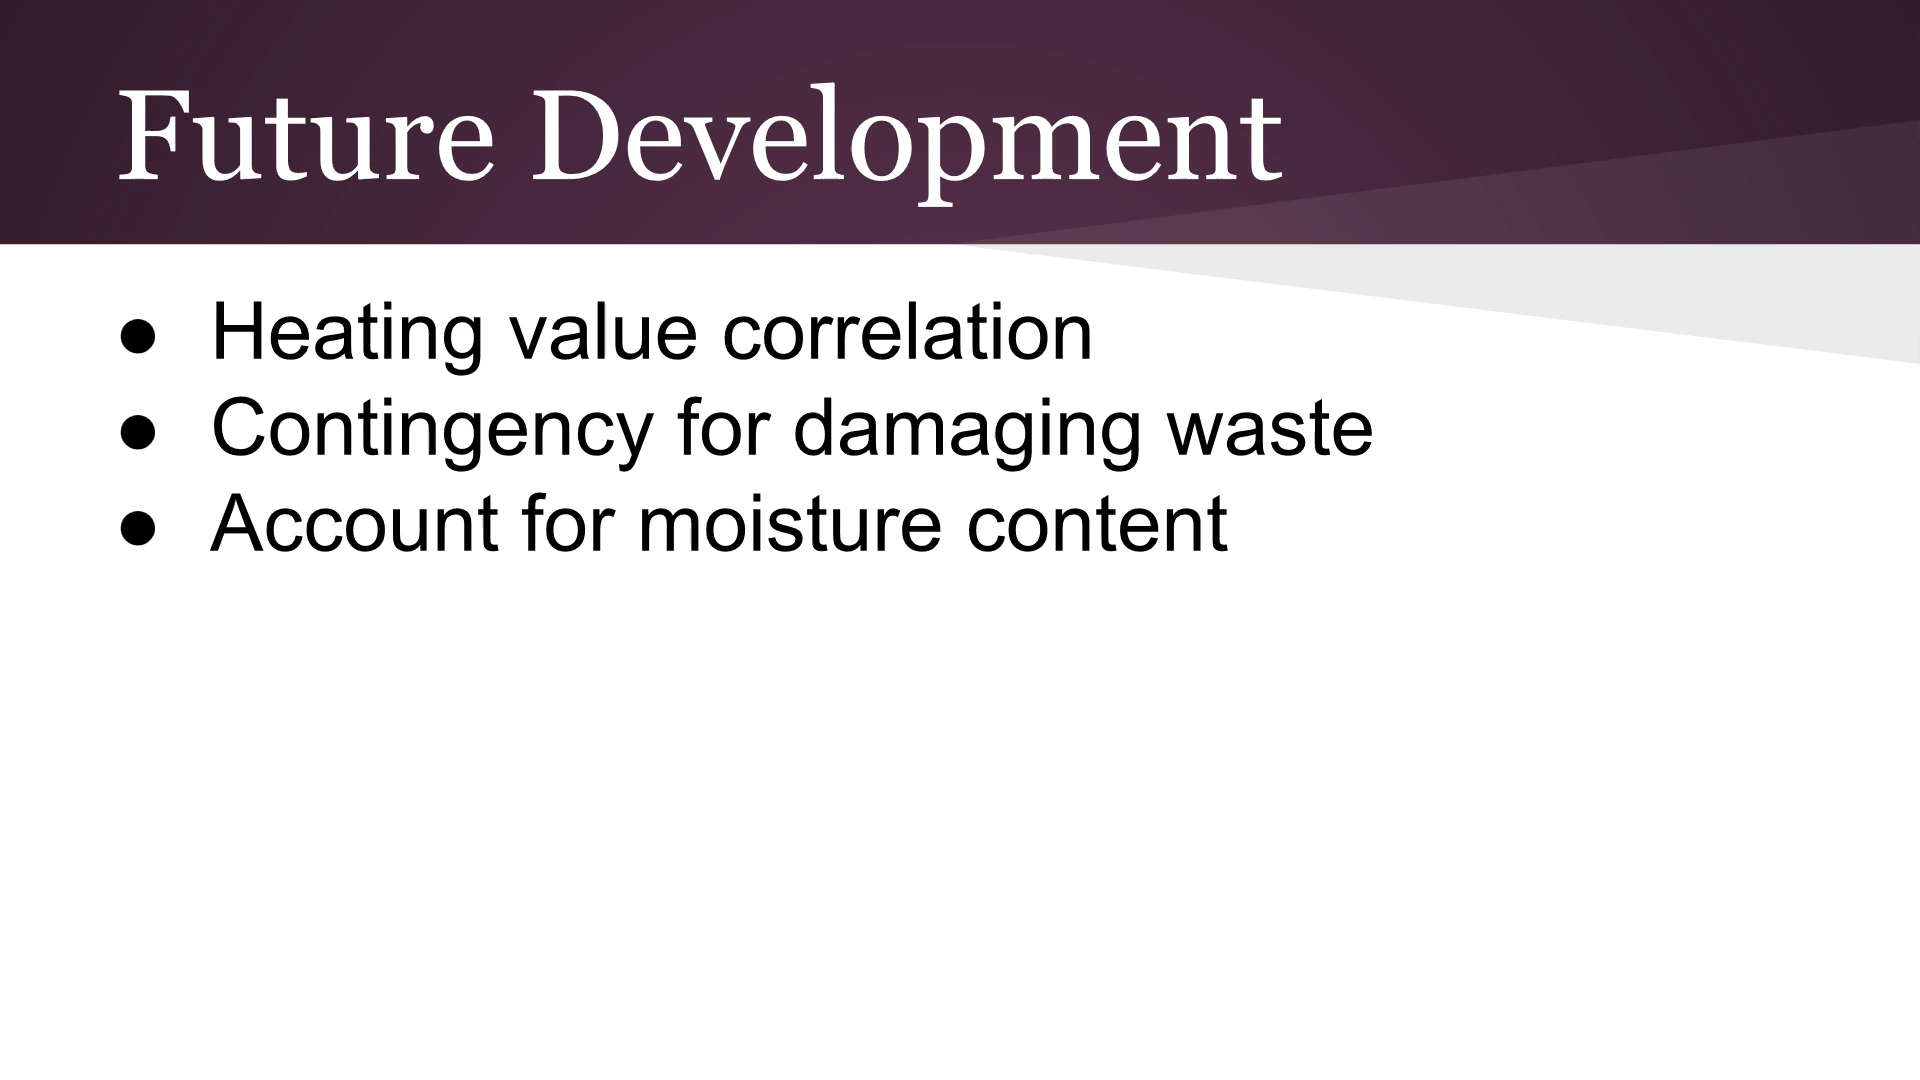 Future Development
● Heating value correlation
● Contingency for damaging waste
● Account for moisture content